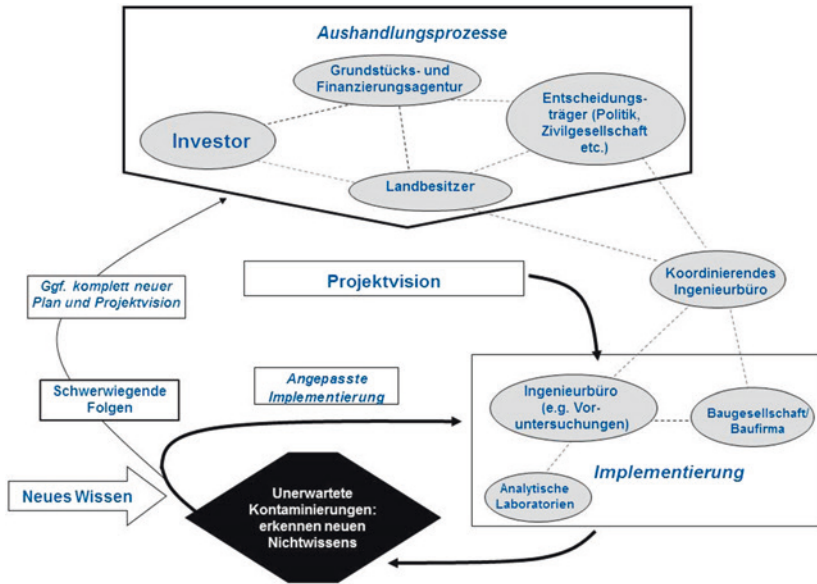 Aushandlungsprozesse
Grundstücks- und
Finanzierungsagentur
Entscheidungs-
träger (Politik,
Zivilgesellschaft
etc.)
Investor
Landbesitzer
Ggf. komplett neuer
Plan und Projektvision
Projektvision
Koordinierendes
Ingenieurbüro
Schwerwiegende
Folgen
Angepasste
Implementierung
Ingenieurbüro
(e.g. Vor-
untersuchungen)
Baugesellschaft/
Baufirma
Implementierung
Analytische
Laboratorien
Neues Wissen
Unerwartete
Kontaminierungen:
erkennen neuen
Nichtwissens